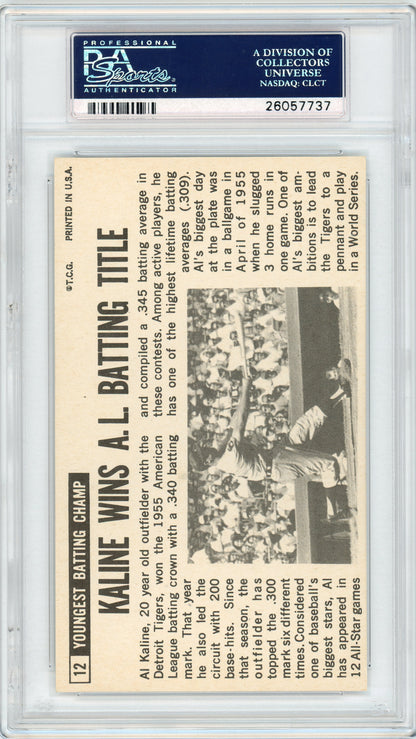 PROFESSIONAL
PSA
Sports
AUTHENTICATOR
A DIVISION OF
COLLECTORS
UNIVERSE
NASDAQ: CLCT
26057737
12 YOUNGEST BATTING CHAMP
©T.C.G. PRINTED IN U.S.A.
KALINE WINS A.L. BATTING TITLE
Al Kaline, 20 year old outfielder with the
Detroit Tigers, won the 1955 American
League batting crown with a .340 batting
mark. That year
he also led the
circuit with 200
base-hits. Since
that season, the
outfielder has
topped the .300
mark six different
times. Considered
one of baseball's
biggest stars, Al
has appeared in
12 All-Star games
and compiled a .345 batting average in
these contests. Among active players, he
has one of the highest lifetime batting
averages (.309).
Al's biggest day
at the plate was
in a ballgame in
April of 1955
when he slugged
3 home runs in
one game. One of
Al's biggest am-
bitions is to lead
the Tigers to a
pennant and play
in a World Series.